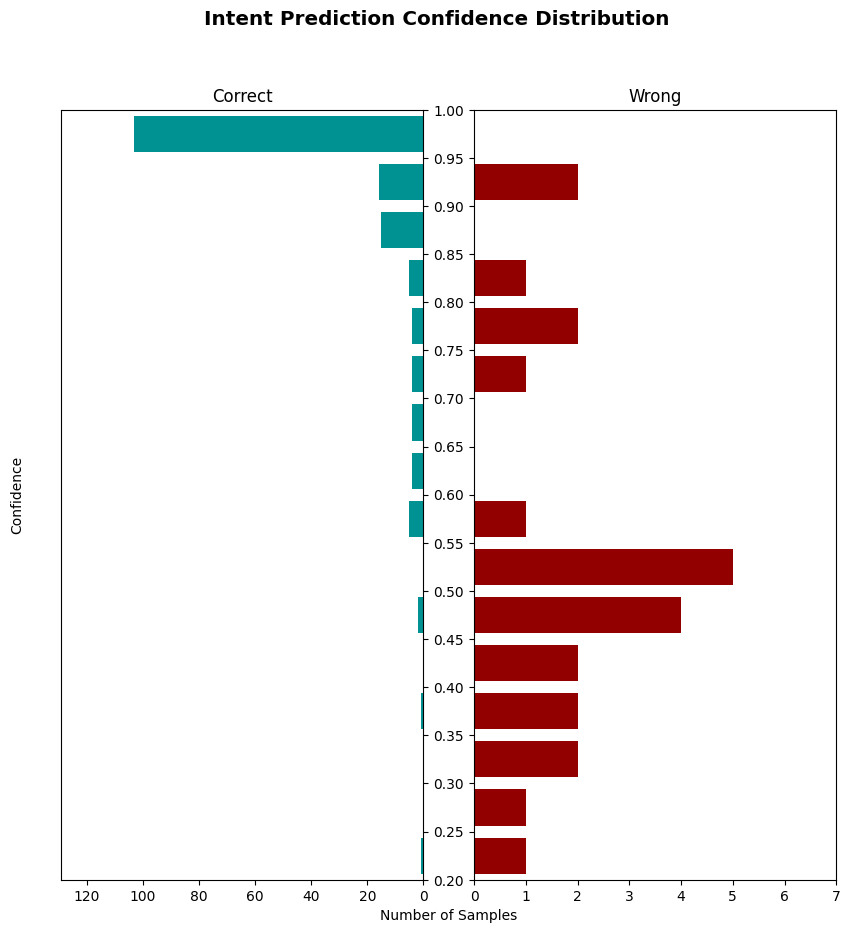 Intent Prediction Confidence Distribution
Correct
Wrong
1.00
0.95
0.90
0.85
0.80
0.75
0.70
0.65
0.60
0.55
0.50
0.45
0.40
0.35
0.30
0.25
0.20
Confidence
120 100 80 60 40 20 0
0 1 2 3 4 5 6 7
Number of Samples